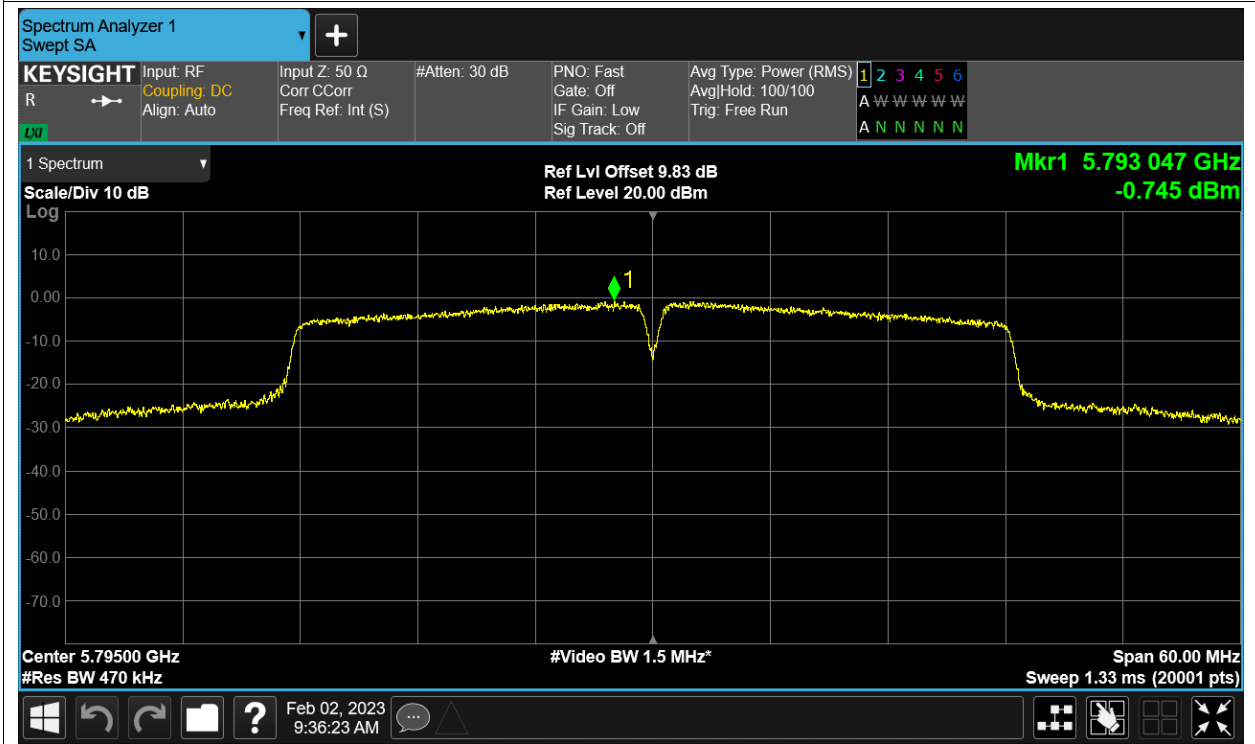 Spectrum Analyzer 1
Swept SA
+
KEYSIGHT
R
LXI
Input: RF
Coupling: DC
Align: Auto
Input Z: 50 Ω
Corr CCorr
Freq Ref: Int (S)
#Atten: 30 dB
PNO: Fast
Gate: Off
IF Gain: Low
Sig Track: Off
Avg Type: Power (RMS)
Avg|Hold: 100/100
Trig: Free Run
1 2 3 4 5 6
A W W W W W
A N N N N N
1 Spectrum
Scale/Div 10 dB
Log
Ref Lvl Offset 9.83 dB
Ref Level 20.00 dBm
Mkr1 5.793 047 GHz
-0.745 dBm
10.0
0.00
-10.0
-20.0
-30.0
-40.0
-50.0
-60.0
-70.0
1
Center 5.79500 GHz
#Res BW 470 kHz
#Video BW 1.5 MHz*
Span 60.00 MHz
Sweep 1.33 ms (20001 pts)
?
Feb 02, 2023
9:36:23 AM